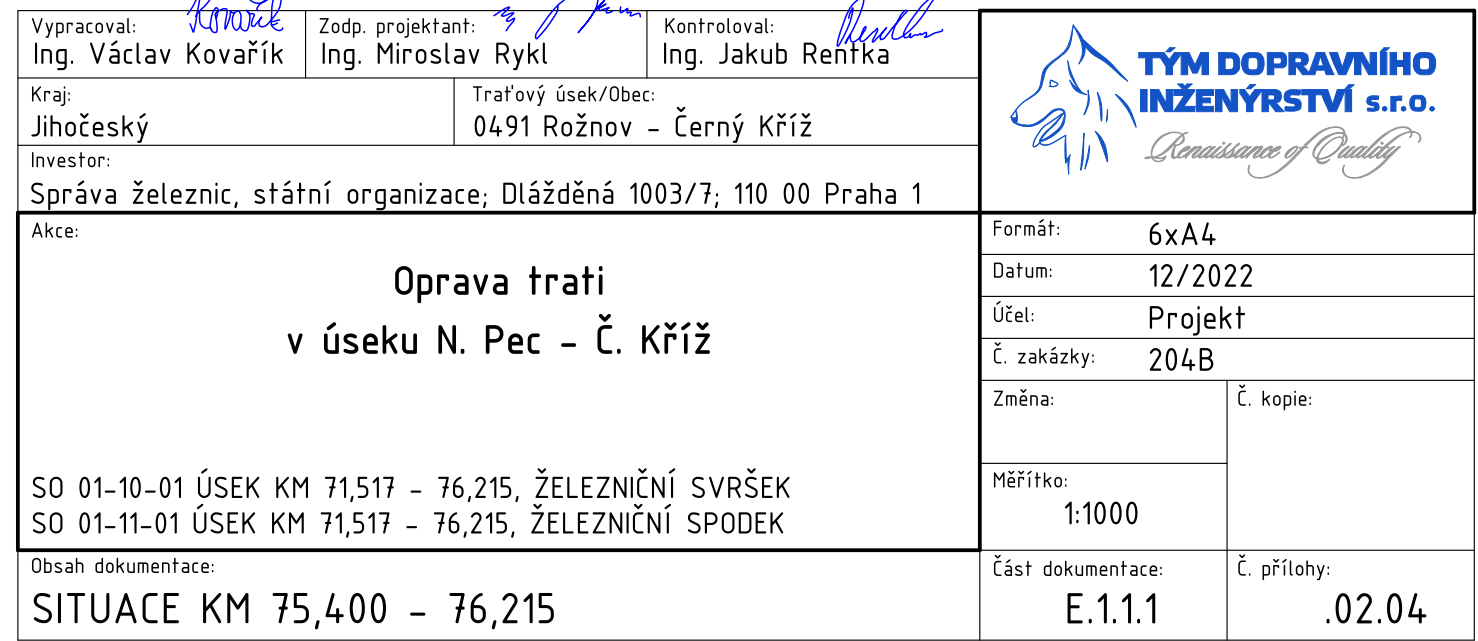 Vypracoval: Kovařík
Ing. Václav Kovařík
Zodp. projektant:
Ing. Miroslav Rykl
Kontroloval:
Ing. Jakub Rentka
TÝM DOPRAVNÍHO
INŽENÝRSTVÍ s.r.o.
Renaissance of Quality
Kraj:
Jihočeský
Traťový úsek/Obec:
0491 Rožnov - Černý Kříž
Investor:
Správa železnic, státní organizace; Dlážděná 1003/7; 110 00 Praha 1
Akce:
Oprava trati
v úseku N. Pec - Č. Kříž
SO 01-10-01 ÚSEK KM 71,517 - 76,215, ŽELEZNIČNÍ SVRŠEK
SO 01-11-01 ÚSEK KM 71,517 - 76,215, ŽELEZNIČNÍ SPODEK
Formát: 6xA4
Datum: 12/2022
Účel: Projekt
Č. zakázky: 204B
Změna:
Č. kopie:
Měřítko:
1:1000
Obsah dokumentace:
SITUACE KM 75,400 - 76,215
Část dokumentace:
E.1.1.1
Č. přílohy:
.02.04